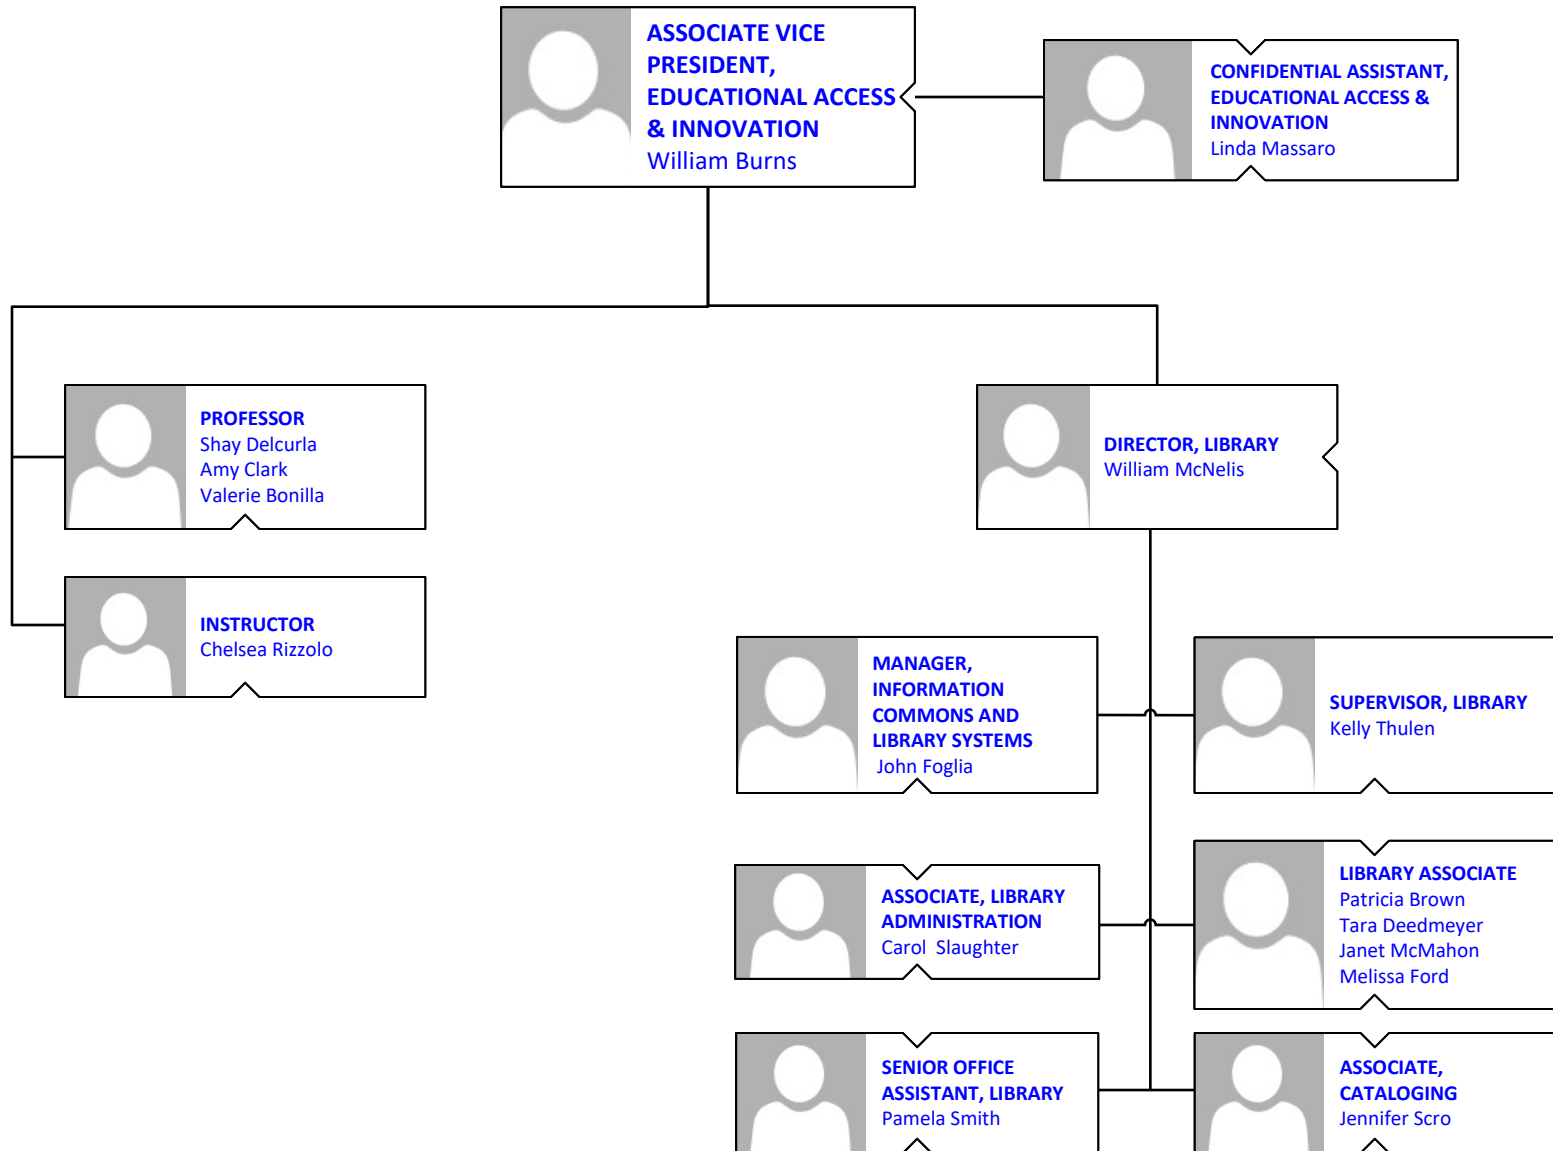 ASSOCIATE VICE
PRESIDENT,
EDUCATIONAL ACCESS
& INNOVATION
William Burns
CONFIDENTIAL ASSISTANT,
EDUCATIONAL ACCESS &
INNOVATION
Linda Massaro
PROFESSOR
Shay Delcurla
Amy Clark
Valerie Bonilla
DIRECTOR, LIBRARY
William McNelis
INSTRUCTOR
Chelsea Rizzolo
MANAGER,
INFORMATION
COMMONS AND
LIBRARY SYSTEMS
John Foglia
SUPERVISOR, LIBRARY
Kelly Thulen
ASSOCIATE, LIBRARY
ADMINISTRATION
Carol  Slaughter
LIBRARY ASSOCIATE
Patricia Brown
Tara Deedmeyer
Janet McMahon
Melissa Ford
SENIOR OFFICE
ASSISTANT, LIBRARY
Pamela Smith
ASSOCIATE,
CATALOGING
Jennifer Scro